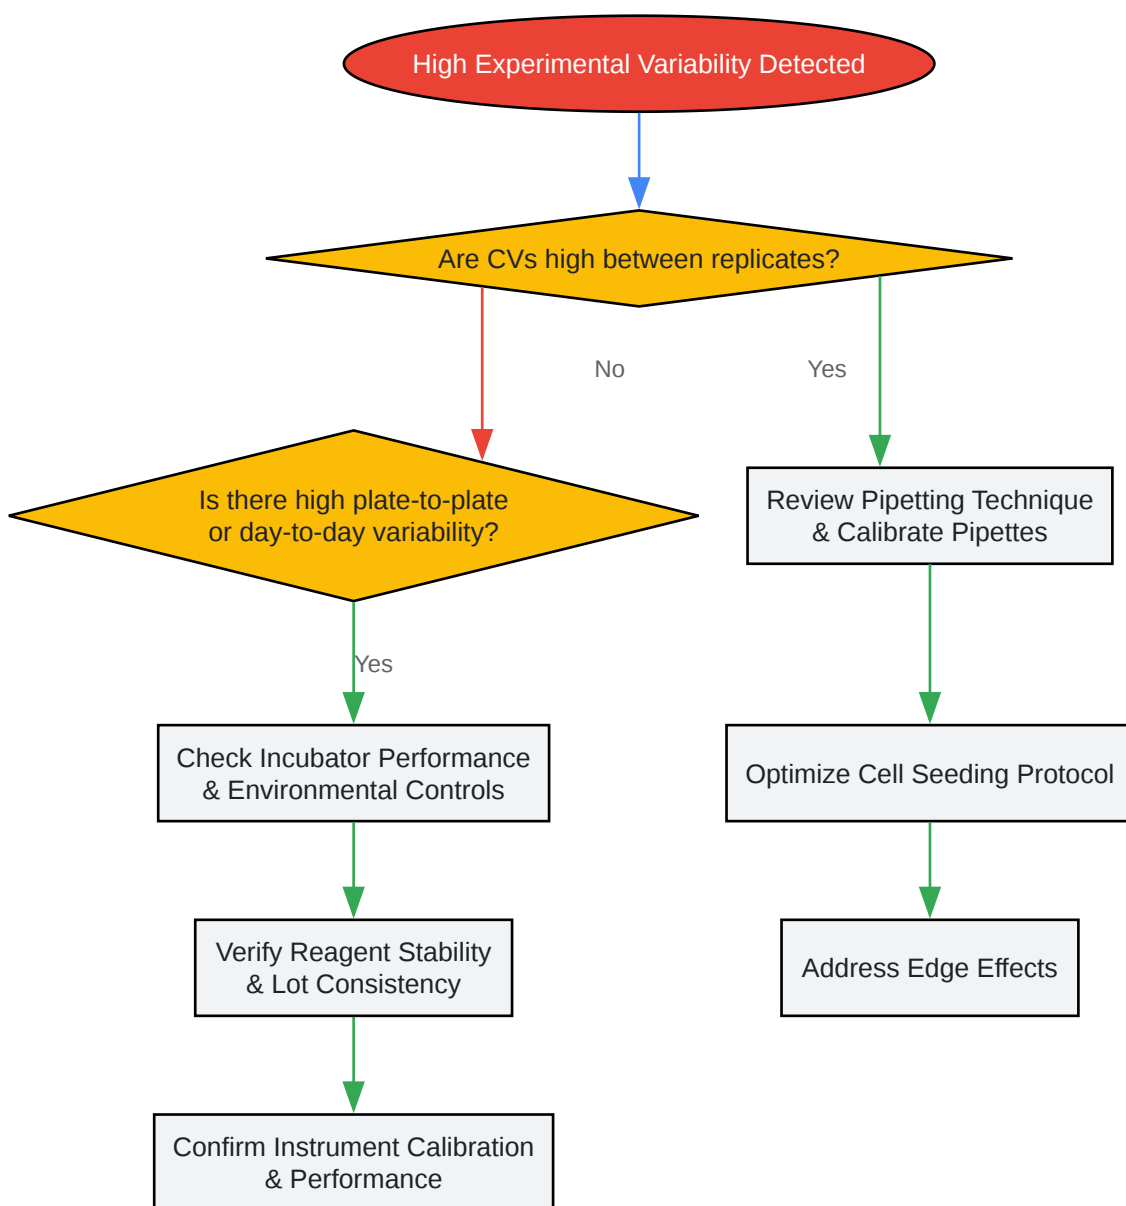 High Experimental Variability Detected
Are CVs high between replicates?
No
Yes
Is there high plate-to-plate
or day-to-day variability?
Review Pipetting Technique
& Calibrate Pipettes
Yes
Check Incubator Performance
& Environmental Controls
Optimize Cell Seeding Protocol
Verify Reagent Stability
& Lot Consistency
Address Edge Effects
Confirm Instrument Calibration
& Performance